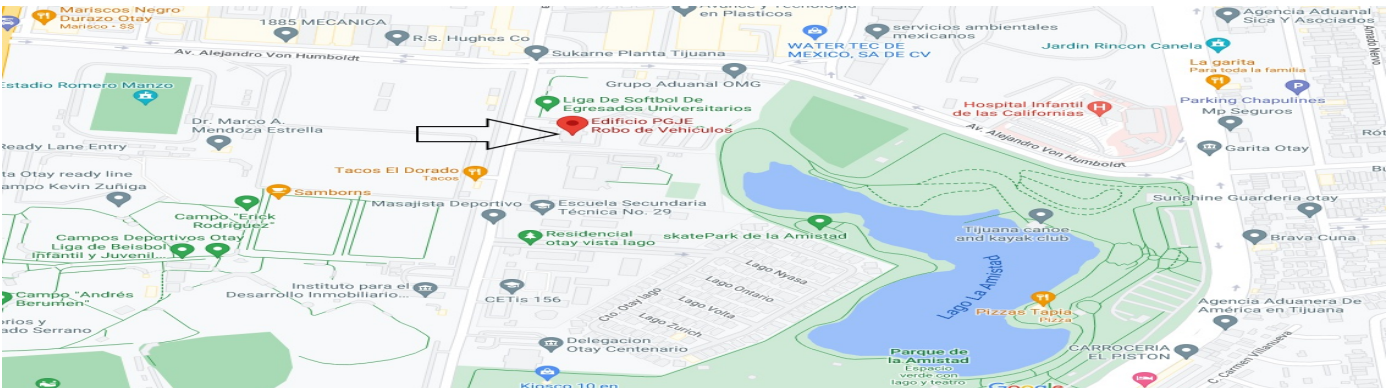 Mariscos Negro
Durazo Otay
Marisco - $$
1885 MECANICA
R.S. Hughes Co
en Plasticos
servicios ambientales
mexicanos
Agencia Aduanal
Sica Y Asociados
Av. Alejandro Von Humboldt
Sukarne Planta Tijuana
WATER TEC DE
MEXICO, SA DE CV
Jardin Rincon Canela
Amado Nervo
La garita
Para toda la familia
Estadio Romero Manzo
Grupo Aduanal OMG
Liga De Softbol De
Egresados Universitarios
Hospital Infantil
de las Californias
Parking Chapulines
Mp Seguros
Edificio PGJE
Robo de Vehículos
Dr. Marco A.
Mendoza Estrella
Av. Alejandro Von Humboldt
Garita Otay
Ready Lane Entry
Tacos El Dorado
Tacos
ta Otay ready line
ampo Kevin Zuñiga
Samborns
Masajista Deportivo
Escuela Secundaria
Técnica No. 29
Sunshine Guarderia otay
Campo "Erick
Rodríguez"
Tijuana canoe
and kayak club
Brava Cuna
Campos Deportivos Otay
Liga de Beisbol
Infantil y Juvenil...
Residencial
otay vista lago
skatePark de la Amistad
Lago Nyasa
Lago Ontario
Lago La Amistad
Instituto para el
Desarrollo Inmobiliario...
CETis 156
Cto Otay lago
Lago Volta
Lago Zurich
Campo "Andrés
Berumen"
Pizzas Tapia
Pizza
Agencia Aduanera De
América en Tijuana
rios y
ado Serrano
Delegacion
Otay Centenario
Parque de
la Amistad
Espacio
verde con
lago y teatro
CARROCERIA
EL PISTON
C. Carmen Villanueva
Kiosco 10 en
Google